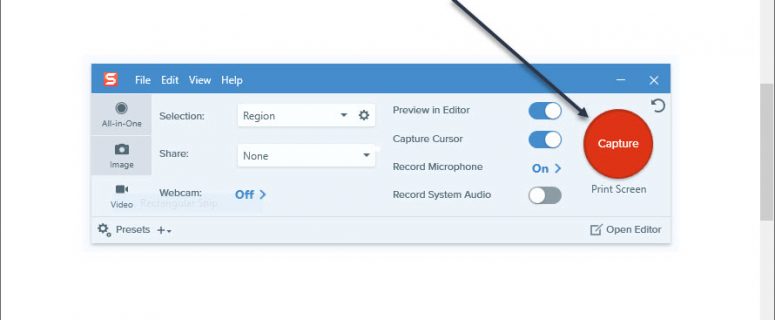 S File Edit View Help
All-in-One
Image
Video
Selection: Region
Share: None
Webcam: Off >
Rectangular Snip
Preview in Editor
Capture Cursor
Record Microphone On >
Record System Audio
Capture
Print Screen
Presets +
Open Editor